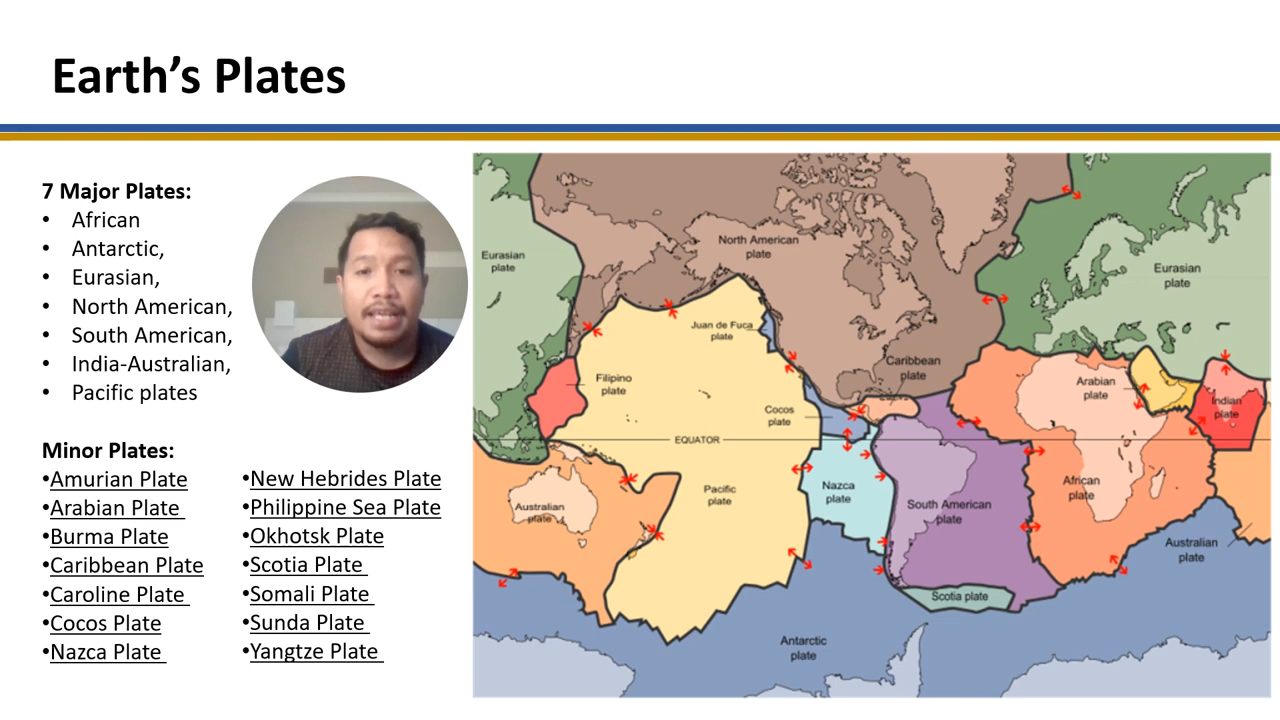 Earth's Plates
7 Major Plates:
• African
• Antarctic,
• Eurasian,
• North American,
• South American,
• India-Australian,
• Pacific plates
Minor Plates:
•Amurian Plate
•Arabian Plate
•Burma Plate
•Caribbean Plate
•Caroline Plate
•Cocos Plate
•Nazca Plate
•New Hebrides Plate
•Philippine Sea Plate
•Okhotsk Plate
•Scotia Plate
•Somali Plate
•Sunda Plate
•Yangtze Plate
Eurasian
plate
North American
plate
Eurasian
plate
Juan de Fuca
plate
Caribbean
plate
Filipino
plate
Arabian
plate
Indian
plate
Cocos
plate
EQUATOR
Nazca
plate
Pacific
plate
African
plate
South American
plate
Australian
plate
Australian
plate
Scotia plate
Antarctic
plate